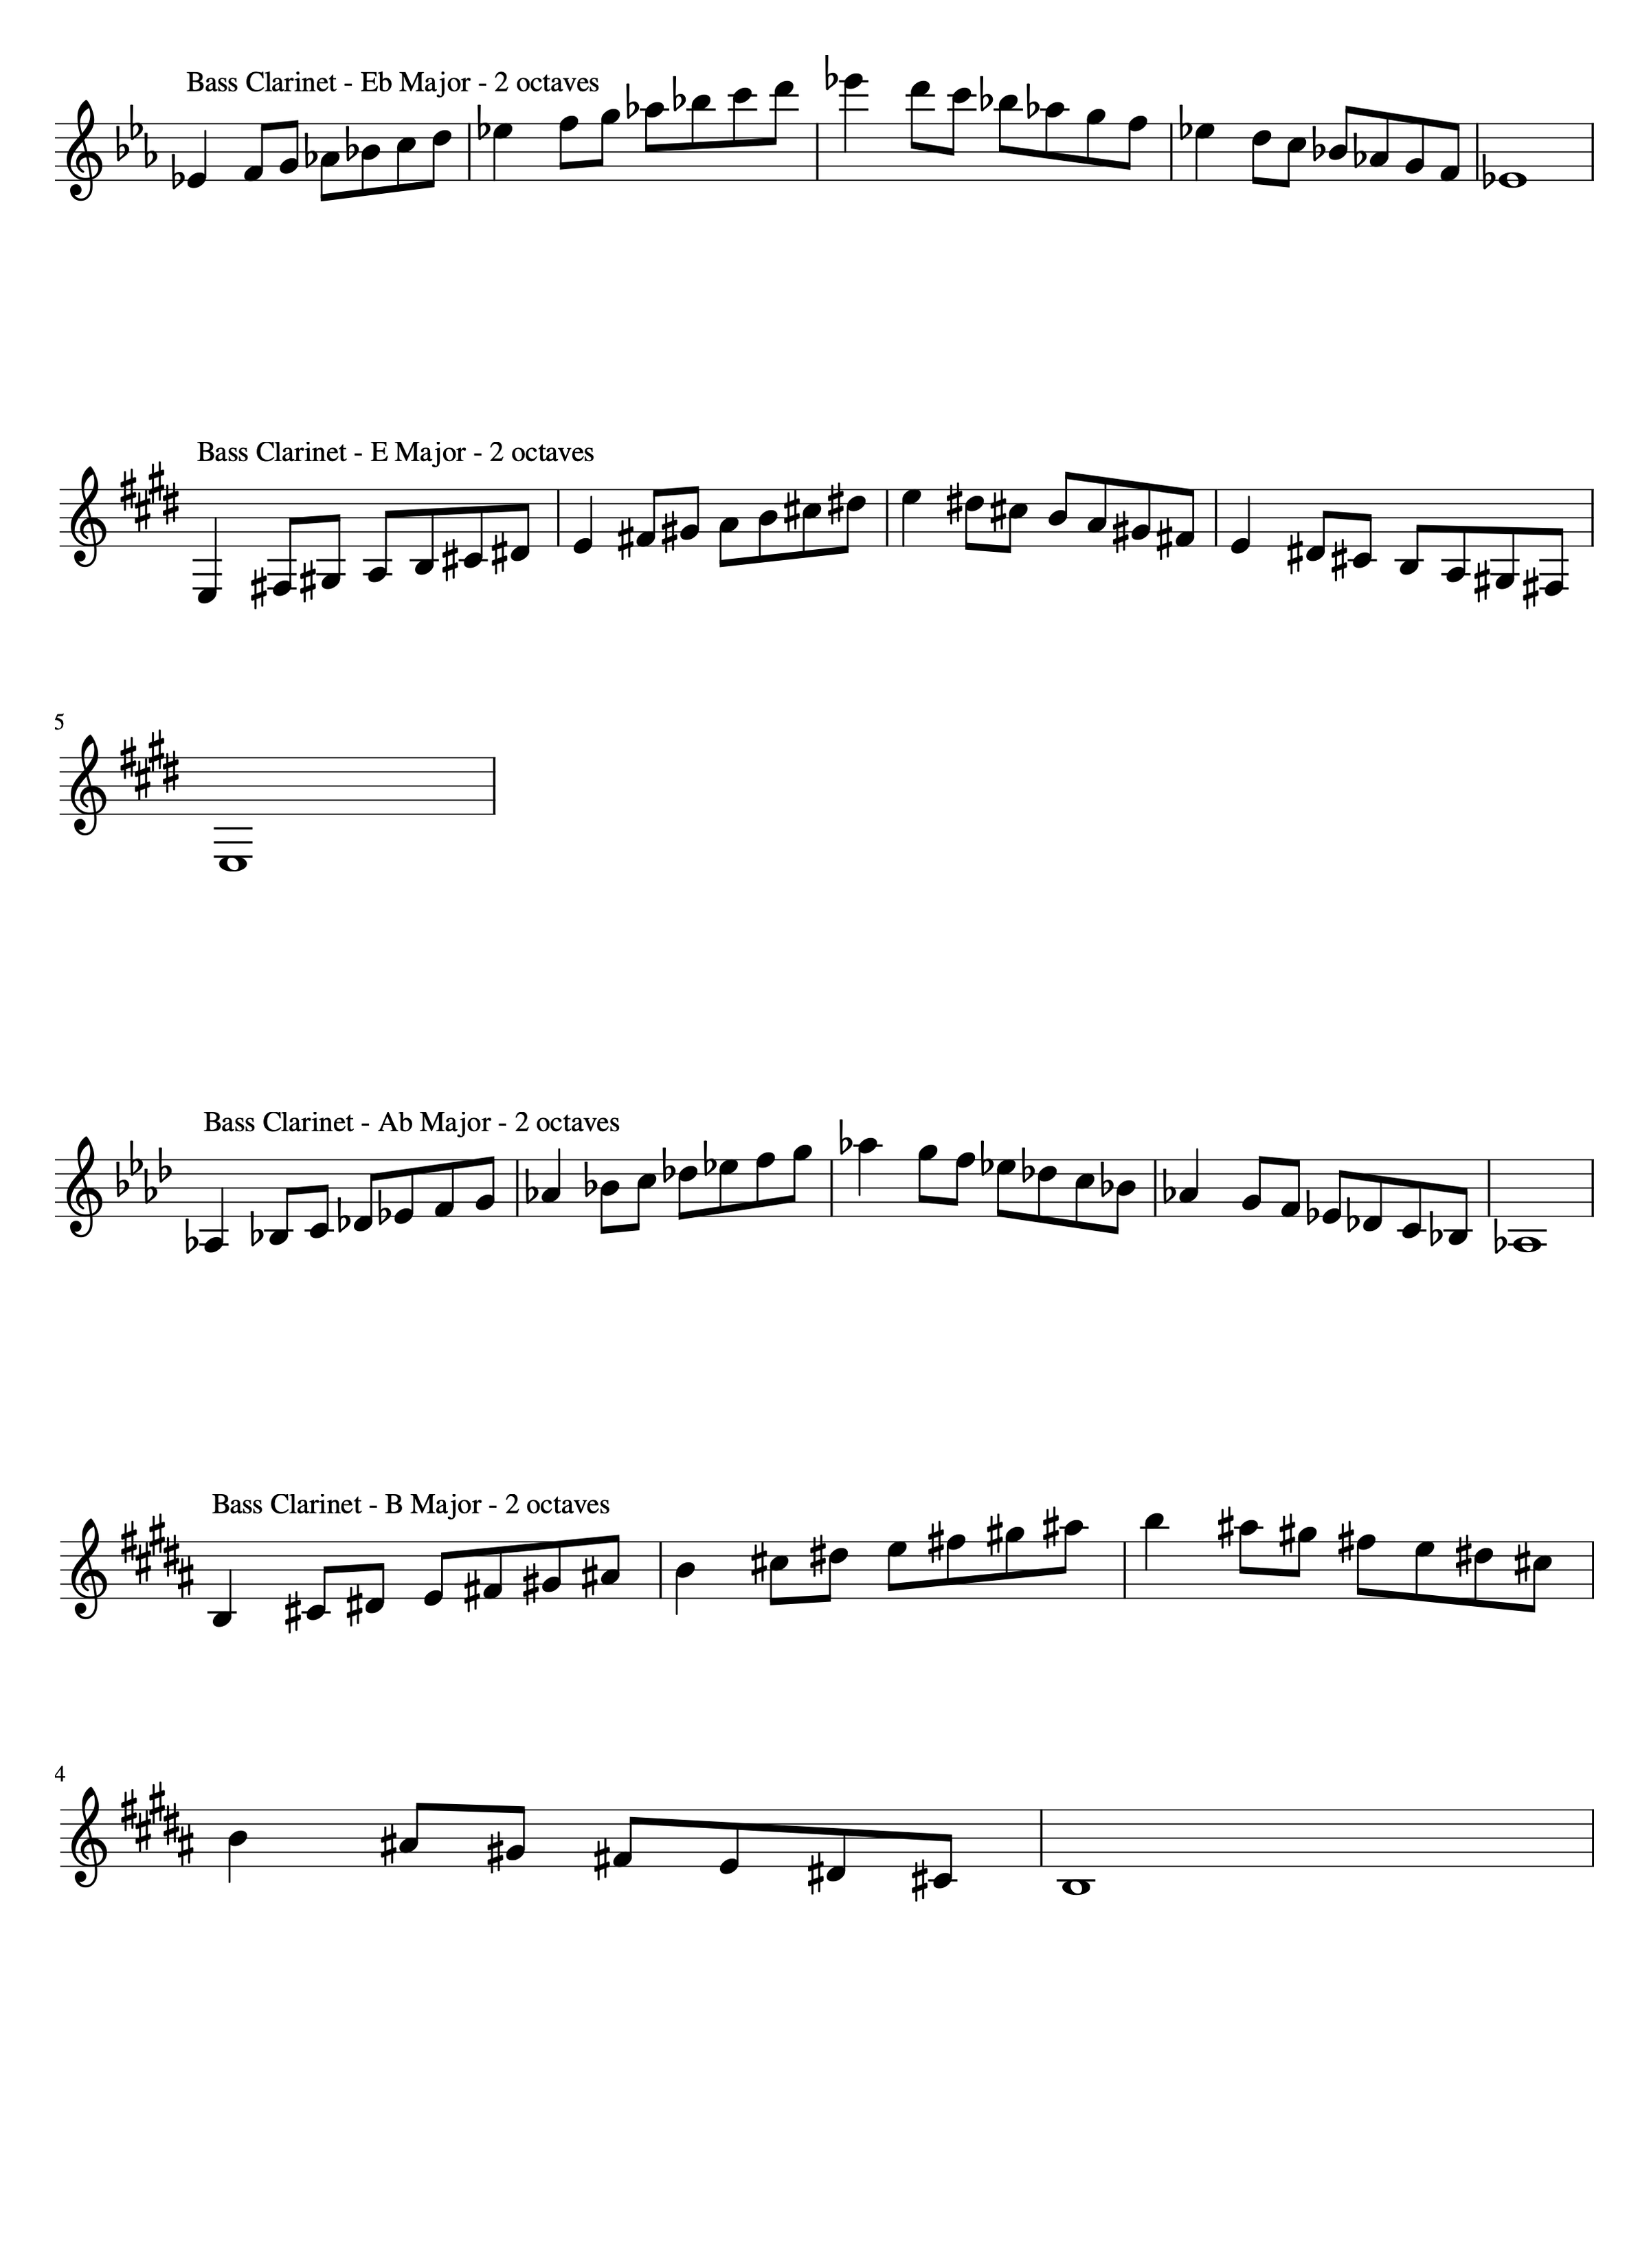 Bass Clarinet - Eb Major - 2 octaves
Bass Clarinet - E Major - 2 octaves
5
Bass Clarinet - Ab Major - 2 octaves
Bass Clarinet - B Major - 2 octaves
4